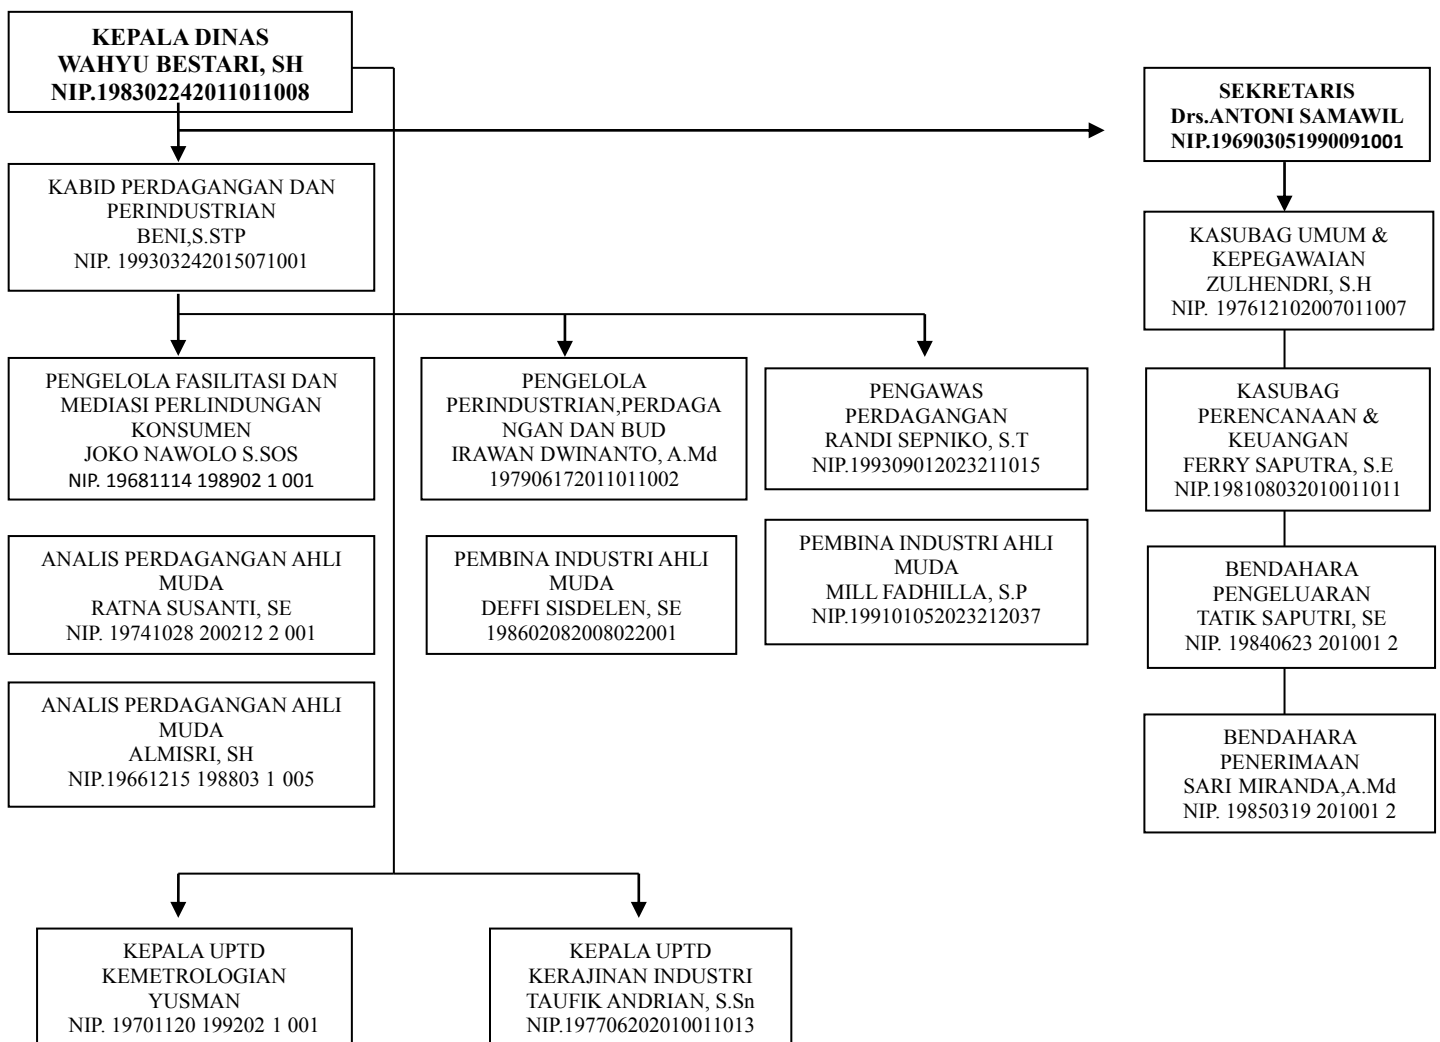 KEPALA DINAS
WAHYU BESTARI, SH
NIP.198302242011011008
SEKRETARIS
Drs.ANTONI SAMAWIL
NIP.196903051990091001
KABID PERDAGANGAN DAN
PERINDUSTRIAN
BENI,S.STP
NIP. 199303242015071001
KASUBAG UMUM &
KEPEGAWAIAN
ZULHENDRI, S.H
NIP. 197612102007011007
PENGELOLA FASILITASI DAN
MEDIASI PERLINDUNGAN
KONSUMEN
JOKO NAWOLO S.SOS
NIP. 19681114 198902 1 001
PENGELOLA
PERINDUSTRIAN,PERDAGA
NGAN DAN BUD
IRAWAN DWINANTO, A.Md
197906172011011002
PENGAWAS
PERDAGANGAN
RANDI SEPNIKO, S.T
NIP.199309012023211015
KASUBAG
PERENCANAAN &
KEUANGAN
FERRY SAPUTRA, S.E
NIP.198108032010011011
ANALIS PERDAGANGAN AHLI
MUDA
RATNA SUSANTI, SE
NIP. 19741028 200212 2 001
PEMBINA INDUSTRI AHLI
MUDA
DEFFI SISDELEN, SE
198602082008022001
PEMBINA INDUSTRI AHLI
MUDA
MILL FADHILLA, S.P
NIP.199101052023212037
BENDAHARA
PENGELUARAN
TATIK SAPUTRI, SE
NIP. 19840623 201001 2
ANALIS PERDAGANGAN AHLI
MUDA
ALMISRI, SH
NIP.19661215 198803 1 005
BENDAHARA
PENERIMAAN
SARI MIRANDA,A.Md
NIP. 19850319 201001 2
KEPALA UPTD
KEMETROLOGIAN
YUSMAN
NIP. 19701120 199202 1 001
KEPALA UPTD
KERAJINAN INDUSTRI
TAUFIK ANDRIAN, S.Sn
NIP.197706202010011013